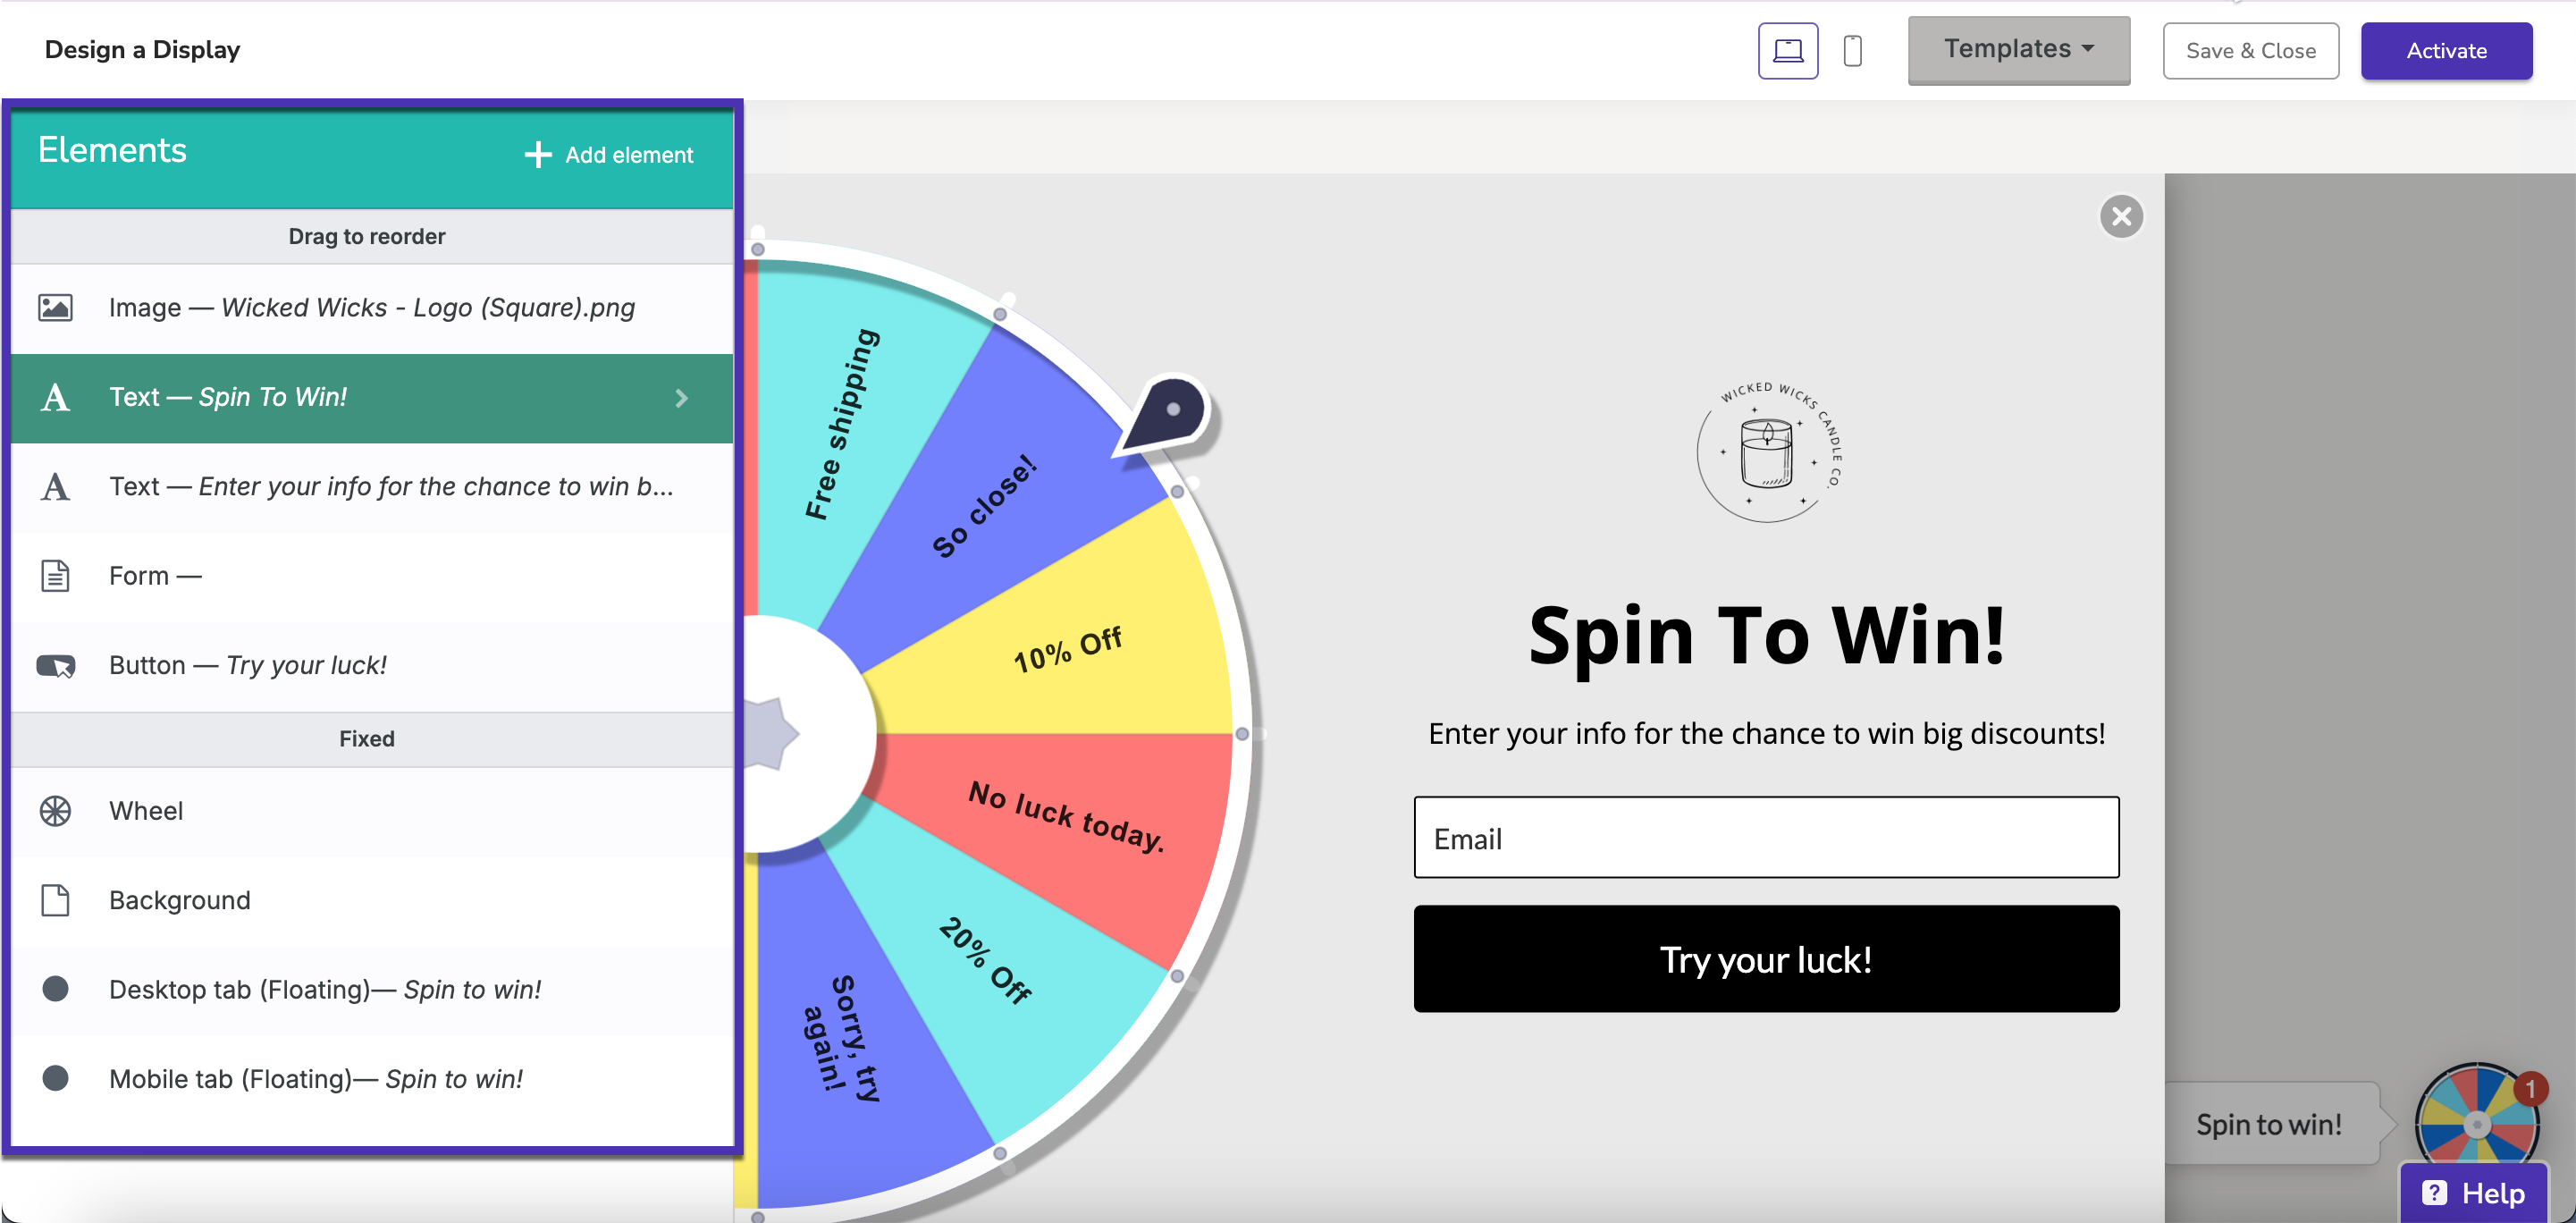 Design a Display
Templates
Save & Close
Activate
Elements
Add element
Drag to reorder
Image — Wicked Wicks - Logo (Square).png
Text — Spin To Win!
Text — Enter your info for the chance to win b...
Form —
Button — Try your luck!
Fixed
Wheel
Background
Desktop tab (Floating)— Spin to win!
Mobile tab (Floating)— Spin to win!
Free shipping
So close!
10% Off
No luck today.
20% Off
Sorry, try
again!
WICKED WICKS CANDLE CO.
Spin To Win!
Enter your info for the chance to win big discounts!
Email
Try your luck!
Spin to win!
1
? Help